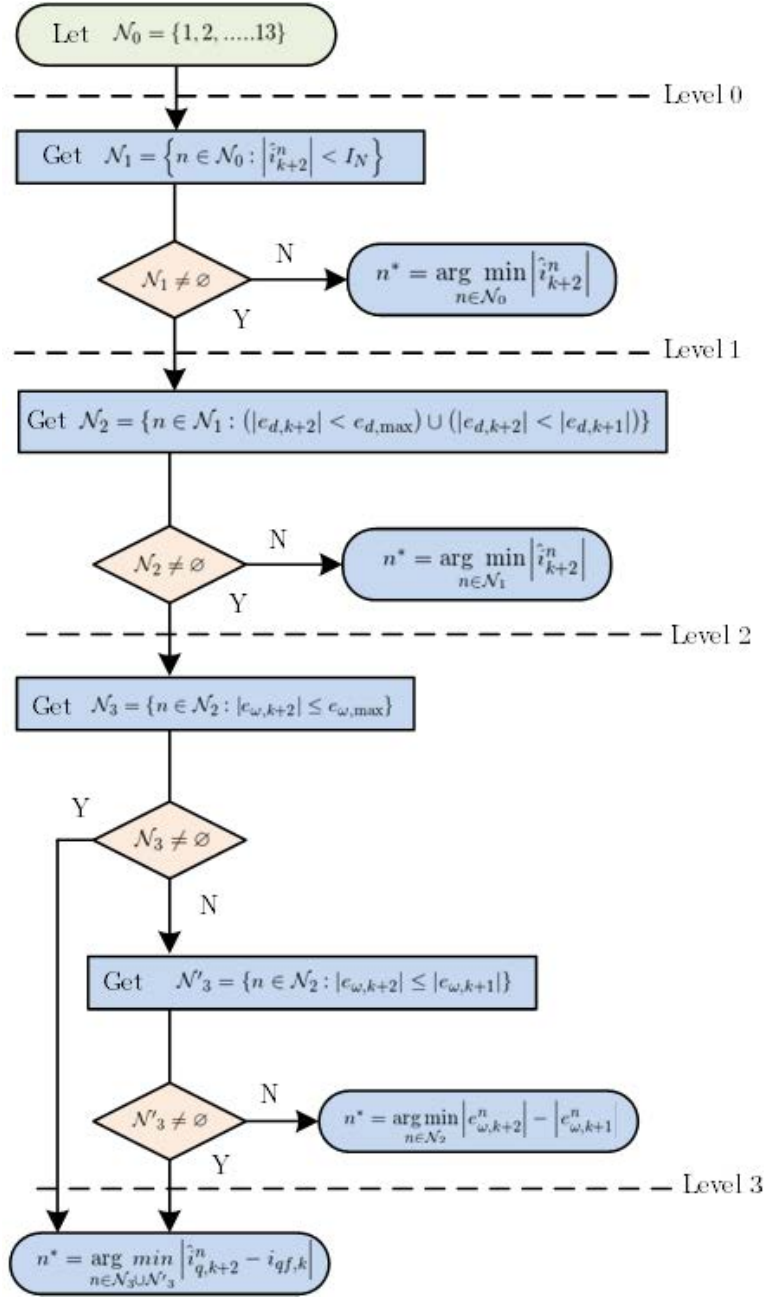 Let 𝒩₀ = {1, 2, .....13}
Level 0
Get 𝒩₁ = {n ∈ 𝒩₀ : |î^n_{k+2}| < I_N}
N
𝒩₁ ≠ ∅
n* = arg min_{n∈𝒩₀} |î^n_{k+2}|
Y
Level 1
Get 𝒩₂ = {n ∈ 𝒩₁ : (|e_{d,k+2}| < e_{d,max}) ∪ (|e_{d,k+2}| < |e_{d,k+1}|)}
N
𝒩₂ ≠ ∅
n* = arg min_{n∈𝒩₁} |î^n_{k+2}|
Y
Level 2
Get 𝒩₃ = {n ∈ 𝒩₂ : |e_{ω,k+2}| ≤ e_{ω,max}}
Y
𝒩₃ ≠ ∅
N
Get 𝒩'₃ = {n ∈ 𝒩₂ : |e_{ω,k+2}| ≤ |e_{ω,k+1}|}
N
𝒩'₃ ≠ ∅
n* = arg min_{n∈𝒩₂} |e^n_{ω,k+2}| − |e^n_{ω,k+1}|
Y
Level 3
n* = arg min_{n∈𝒩₃∪𝒩'₃} |î^n_{q,k+2} − i_{qf,k}|